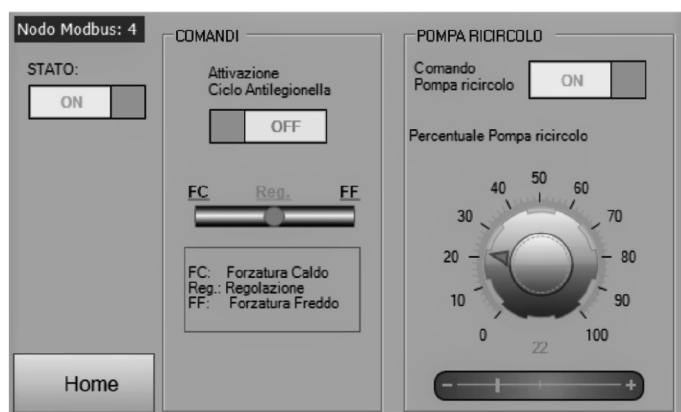 Nodo Modbus: 4
STATO:
ON
Home
COMANDI
Attivazione
Ciclo Antilegionella
OFF
FC Reg. FF
FC: Forzatura Caldo
Reg.: Regolazione
FF: Forzatura Freddo
POMPA RICIRCOLO
Comando
Pompa ricircolo
ON
Percentuale Pompa ricircolo
0
10
20
30
40
50
60
70
80
90
100
22
- +